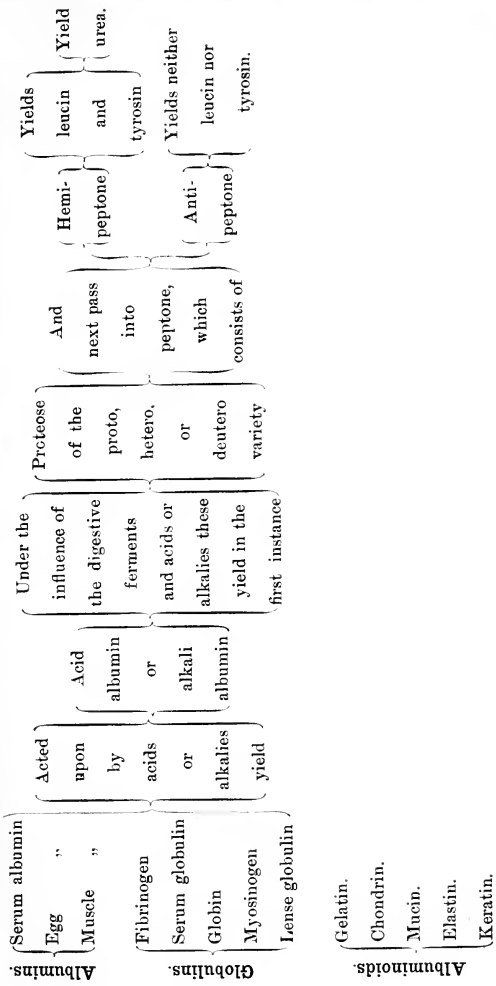 Albumins.
Serum albumin
Egg „
Muscle „
Globulins.
Fibrinogen
Serum globulin
Globin
Myosinogen
Lense globulin
Acted
upon
by
acids
or
alkalies
yield
Acid
albumin
or
alkali
albumin
Under the
influence of
the digestive
ferments
and acids or
alkalies these
yield in the
first instance
Proteose
of the
proto,
hetero,
or
deutero
variety
And
next pass
into
peptone,
which
consists of
Hemi-
peptone
Yields
leucin
and
tyrosin
Yield
urea.
Anti-
peptone
Yields neither
leucin nor
tyrosin.
Albuminoids.
Gelatin.
Chondrin.
Mucin.
Elastin.
Keratin.